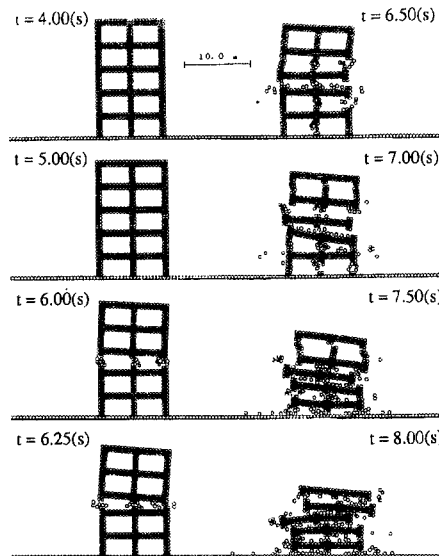 t = 4.00(s)
10.0 m
t = 6.50(s)
t = 5.00(s)
t = 7.00(s)
t = 6.00(s)
t = 7.50(s)
t = 6.25(s)
t = 8.00(s)